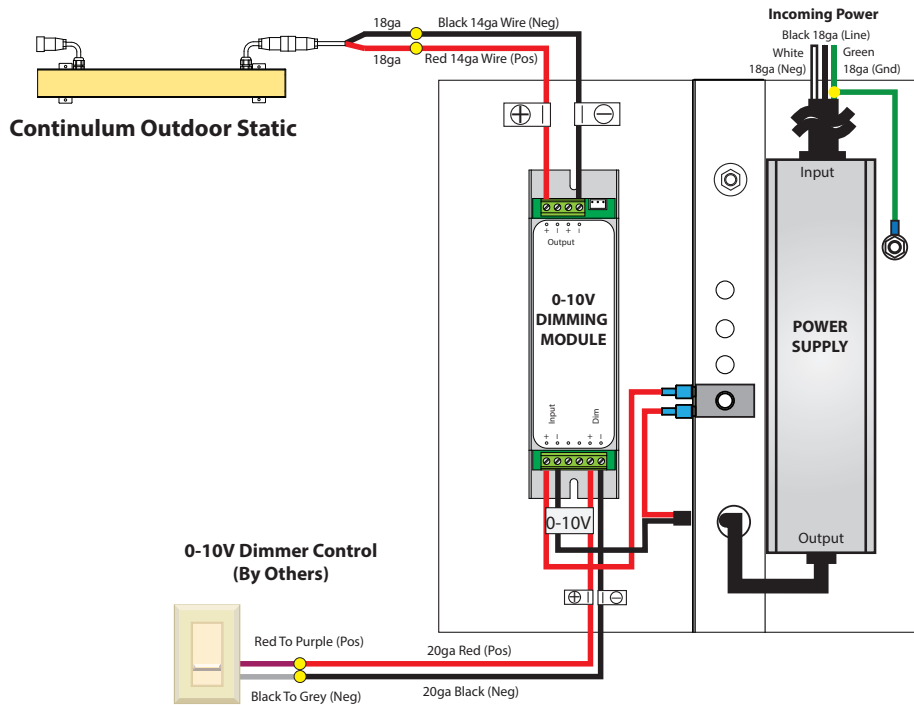 18ga
Black 14ga Wire (Neg)
18ga
Red 14ga Wire (Pos)
Continulum Outdoor Static
Incoming Power
Black 18ga (Line)
White
18ga (Neg)
Green
18ga (Gnd)
+
–
Input
+ – + –
Output
0-10V
DIMMING
MODULE
POWER
SUPPLY
Input
Dim
+ – + –
0-10V
Output
+
–
0-10V Dimmer Control
(By Others)
Red To Purple (Pos)
20ga Red (Pos)
Black To Grey (Neg)
20ga Black (Neg)